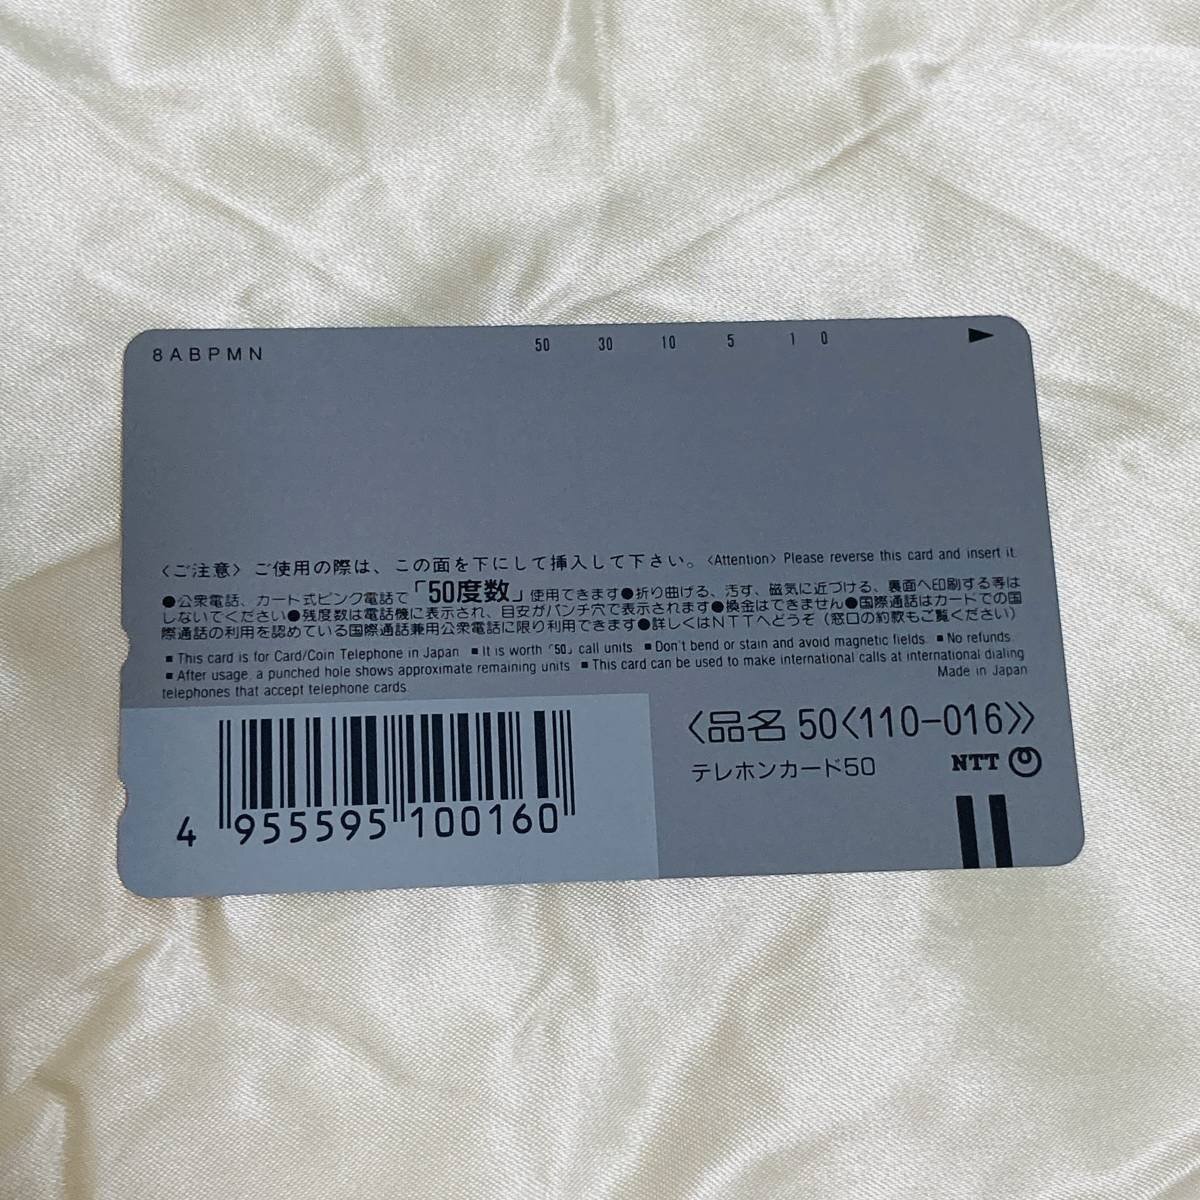 8ABPMN
50 30 10 5 1 0
〈ご注意〉ご使用の際は、この面を下にして挿入して下さい。〈Attention〉Please reverse this card and insert it.
●公衆電話、カード式ピンク電話で「50度数」使用できます●折り曲げる、汚す、磁気に近づける、裏面へ印刷する等は
しないでください●残度数は電話機に表示され、目安がパンチ穴で表示されます●換金はできません●国際通話はカードでの国
際通話の利用を認めている国際通話兼用公衆電話に限り利用できます●詳しくはNTTへどうぞ（窓口の約款もご覧ください）
■This card is for Card/Coin Telephone in Japan ■It is worth「50」call units ■Don't bend or stain and avoid magnetic fields. ■No refunds.
■After usage, a punched hole shows approximate remaining units ■This card can be used to make international calls at international dialing
telephones that accept telephone cards.
Made in Japan
〈品名 50〈110-016〉〉
テレホンカード50
NTT
4 955595 100160